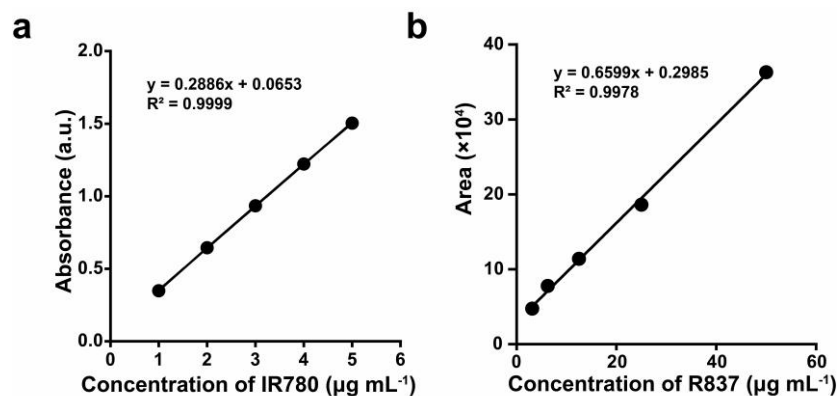 a
y = 0.2886x + 0.0653
R² = 0.9999
Absorbance (a.u.)
2.0
1.5
1.0
0.5
0.0
0 1 2 3 4 5 6
Concentration of IR780 (µg mL⁻¹)
b
y = 0.6599x + 0.2985
R² = 0.9978
Area (×10⁴)
40
30
20
10
0
0 20 40 60
Concentration of R837 (µg mL⁻¹)